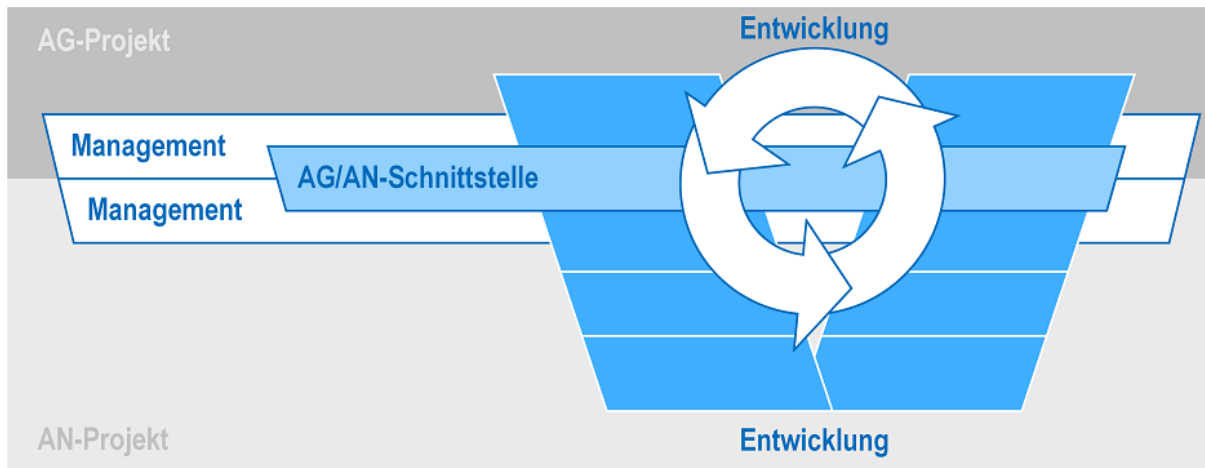 AG-Projekt
Entwicklung
Management
AG/AN-Schnittstelle
Management
AN-Projekt
Entwicklung